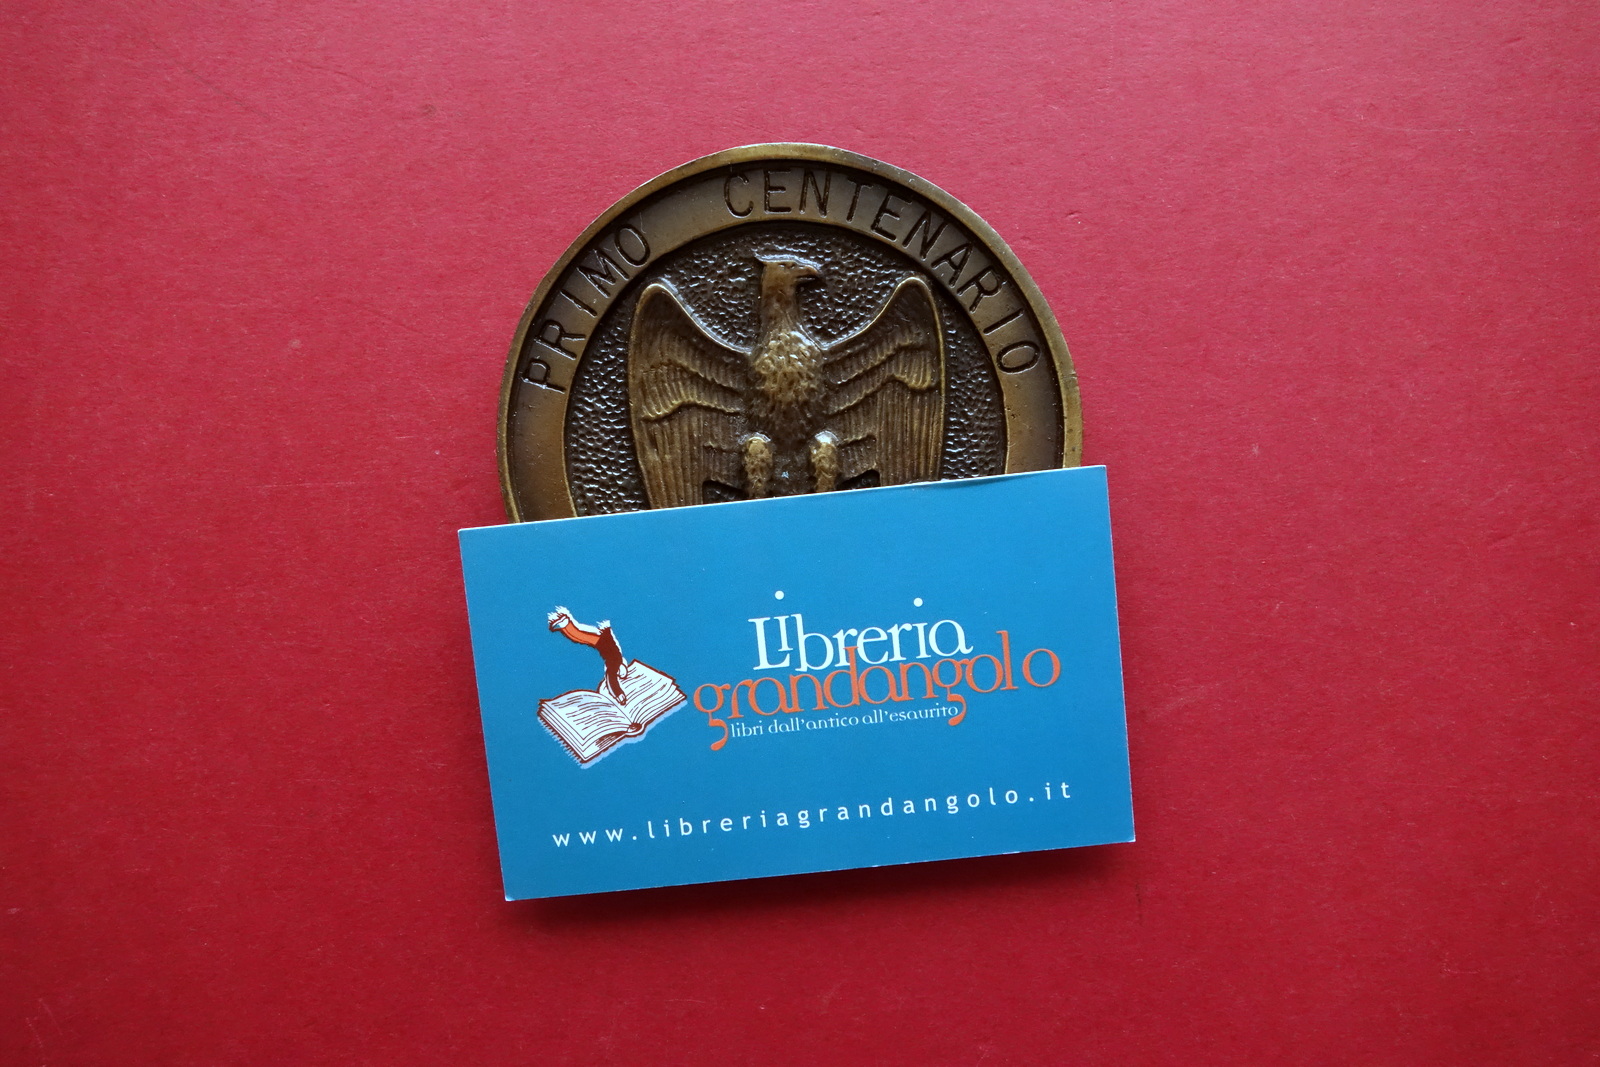 PRIMO CENTENARIO
Libreria
grandangolo
libri dall'antico all'esaurito
www.libreriagrandangolo.it